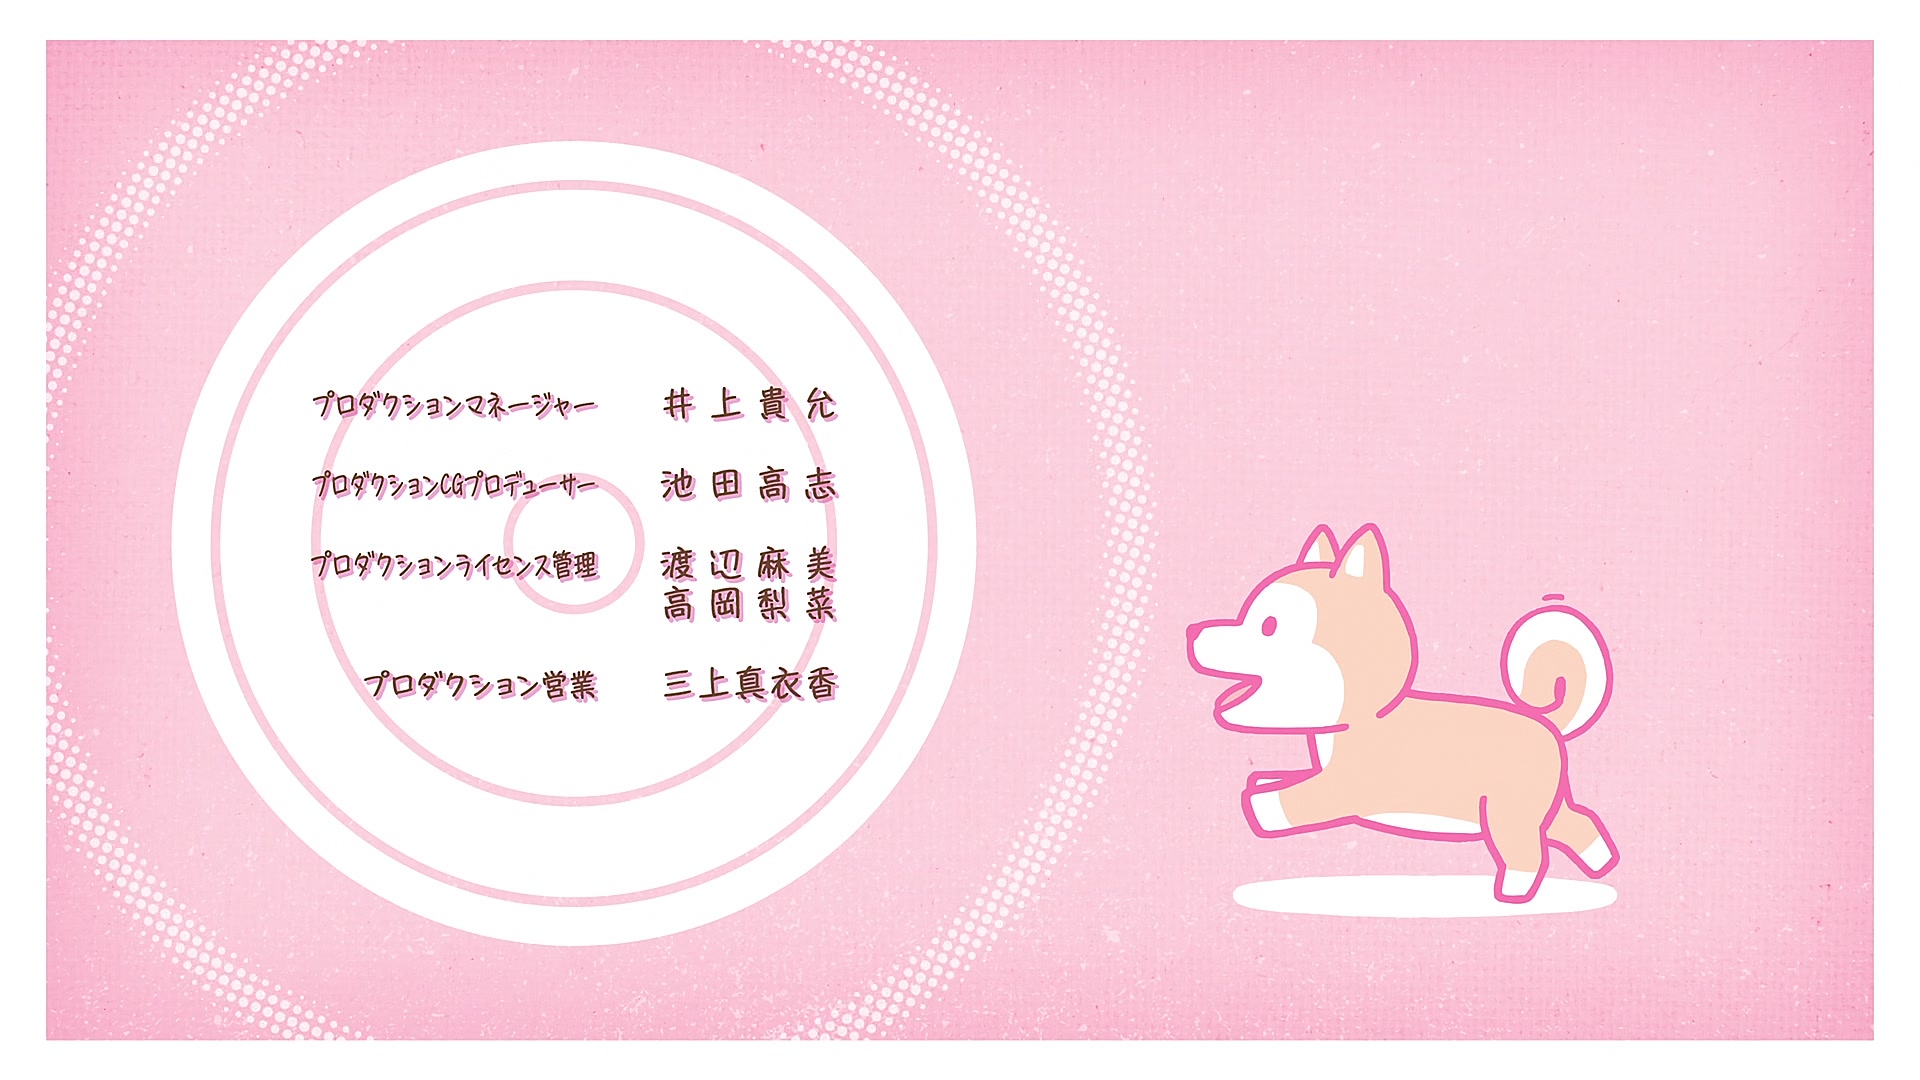 プロダクションマネージャー 井上貴允
プロダクションCGプロデューサー 池田高志
プロダクションライセンス管理 渡辺麻美
高岡梨菜
プロダクション営業 三上真衣香